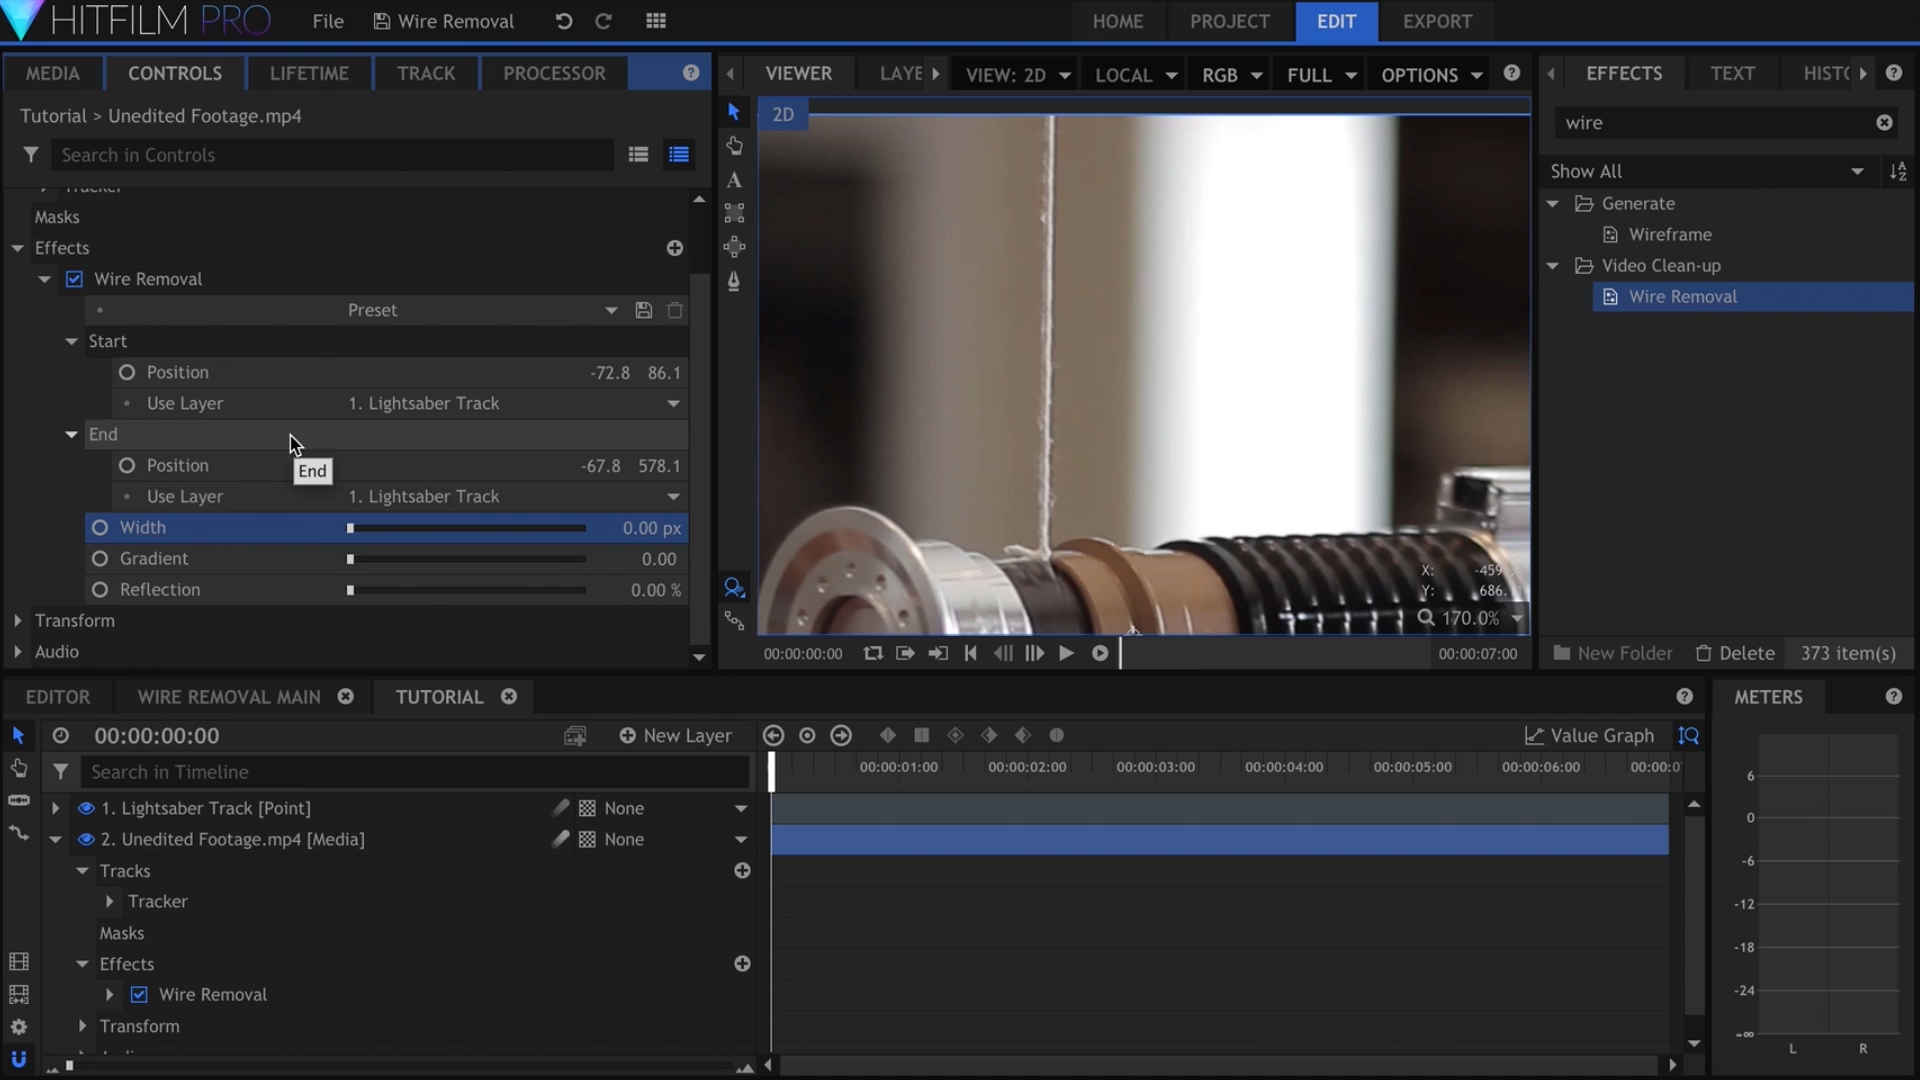 HITFILM PRO
File
Wire Removal
HOME
PROJECT
EDIT
EXPORT
MEDIA
CONTROLS
LIFETIME
TRACK
PROCESSOR
Tutorial > Unedited Footage.mp4
Search in Controls
Tracker
Masks
Effects
Wire Removal
Preset
Start
Position -72.8 86.1
Use Layer 1. Lightsaber Track
End
End
Position -67.8 578.1
Use Layer 1. Lightsaber Track
Width 0.00 px
Gradient 0.00
Reflection 0.00 %
Transform
Audio
VIEWER
LAYE
VIEW: 2D
LOCAL
RGB
FULL
OPTIONS
2D
A
X: -459
Y: 686.
170.0%
00:00:00:00
00:00:07:00
EFFECTS
TEXT
HISTO
wire
Show All
Generate
Wireframe
Video Clean-up
Wire Removal
New Folder
Delete
373 item(s)
EDITOR
WIRE REMOVAL MAIN
TUTORIAL
00:00:00:00
New Layer
Value Graph
Search in Timeline
00:00:01:00 00:00:02:00 00:00:03:00 00:00:04:00 00:00:05:00 00:00:06:00 00:00:0
1. Lightsaber Track [Point] None
2. Unedited Footage.mp4 [Media] None
Tracks
Tracker
Masks
Effects
Wire Removal
Transform
METERS
6
0
-6
-12
-18
-24
-∞
L R